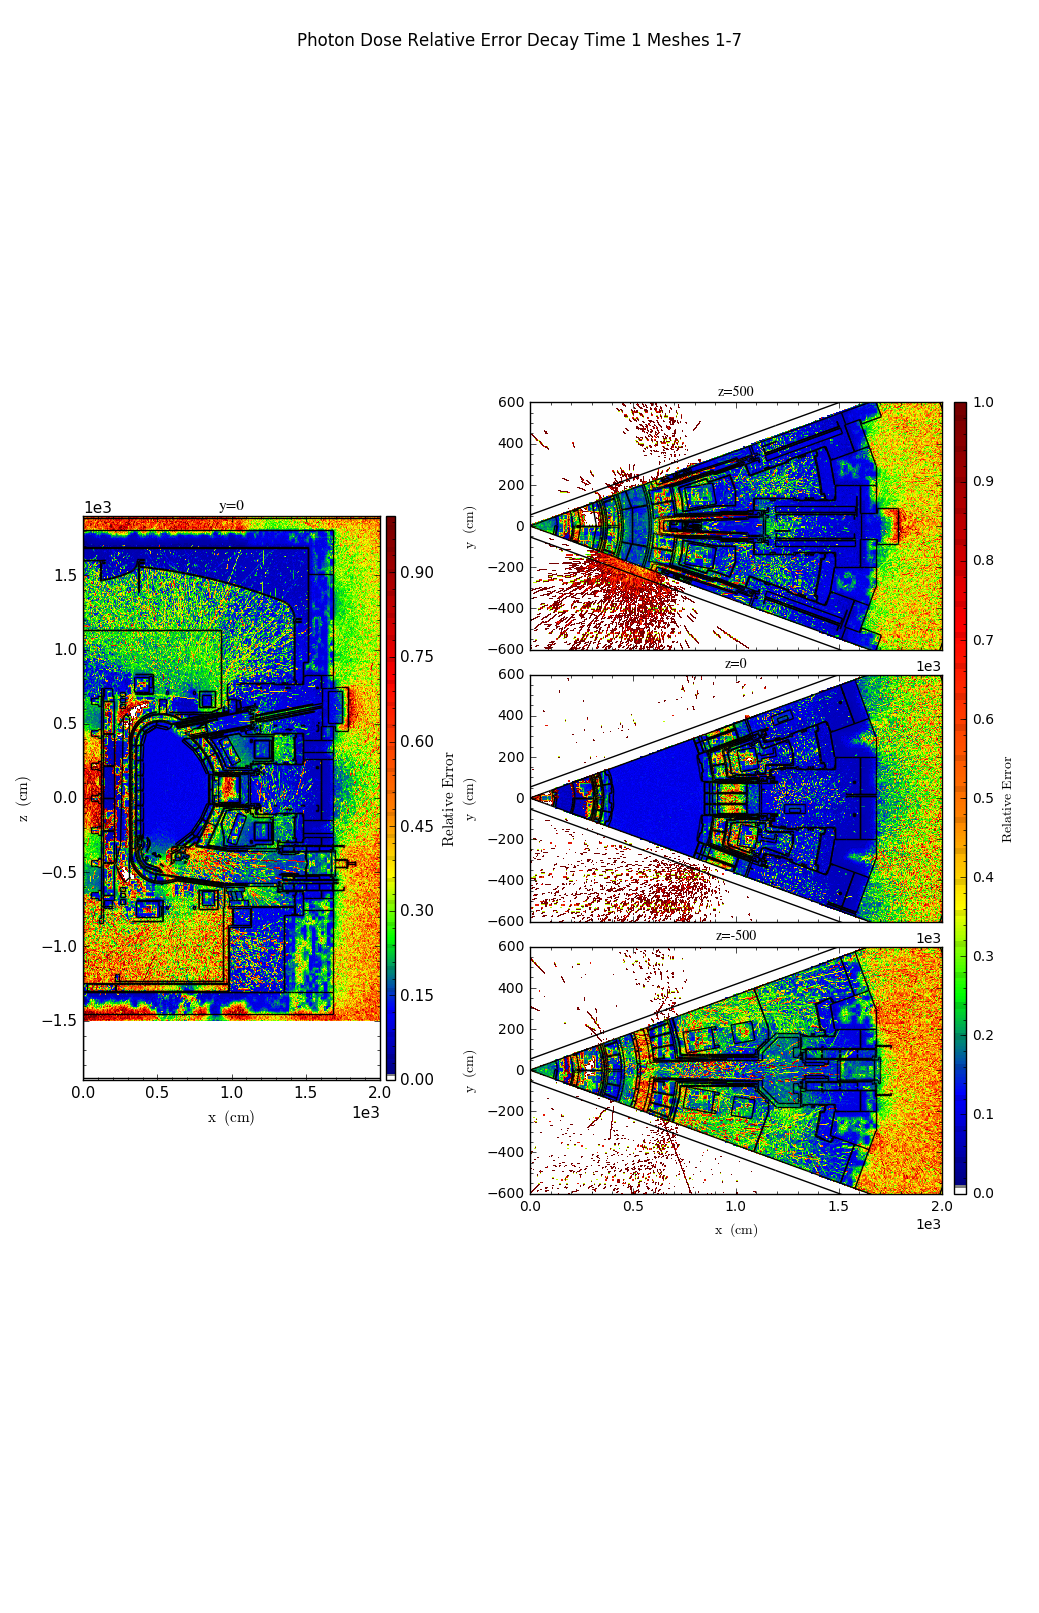 Photon Dose Relative Error Decay Time 1 Meshes 1-7
y=0
1e3
1.5
1.0
0.5
0.0
−0.5
−1.0
−1.5
z (cm)
0.0 0.5 1.0 1.5 2.0
x (cm)
1e3
0.90
0.75
0.60
0.45
0.30
0.15
0.00
Relative Error
z=500
600
400
200
0
−200
−400
−600
y (cm)
1e3
z=0
600
400
200
0
−200
−400
−600
y (cm)
1e3
z=-500
600
400
200
0
−200
−400
−600
y (cm)
0.0 0.5 1.0 1.5 2.0
x (cm)
1e3
1.0
0.9
0.8
0.7
0.6
0.5
0.4
0.3
0.2
0.1
0.0
Relative Error